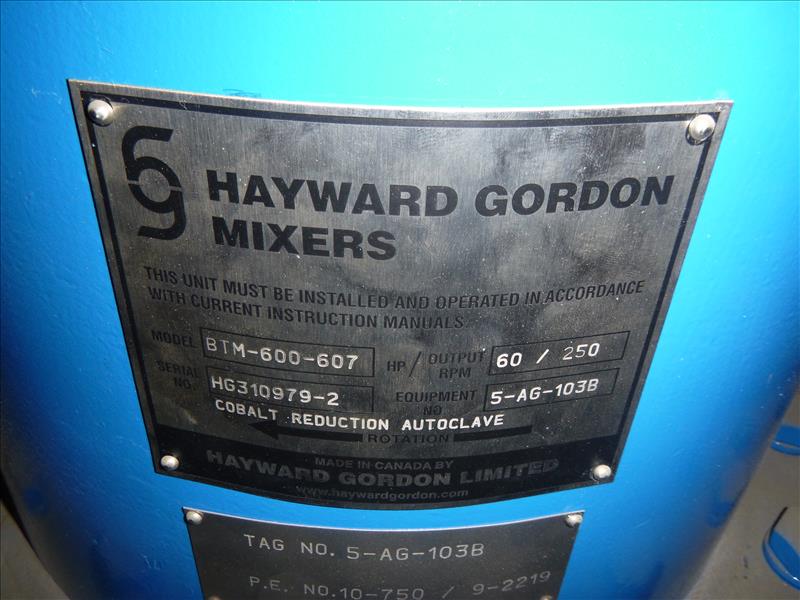 HAYWARD GORDON
MIXERS
THIS UNIT MUST BE INSTALLED AND OPERATED IN ACCORDANCE
WITH CURRENT INSTRUCTION MANUALS.
MODEL BTM-600-607 HP/ OUTPUT RPM 60 / 250
SERIAL NO. HG310979-2 EQUIPMENT NO 5-AG-103B
COBALT REDUCTION AUTOCLAVE
ROTATION
MADE IN CANADA BY
HAYWARD GORDON LIMITED
www.haywardgordon.com
TAG NO. 5-AG-103B
P.E. NO.10-750 / 9-2219